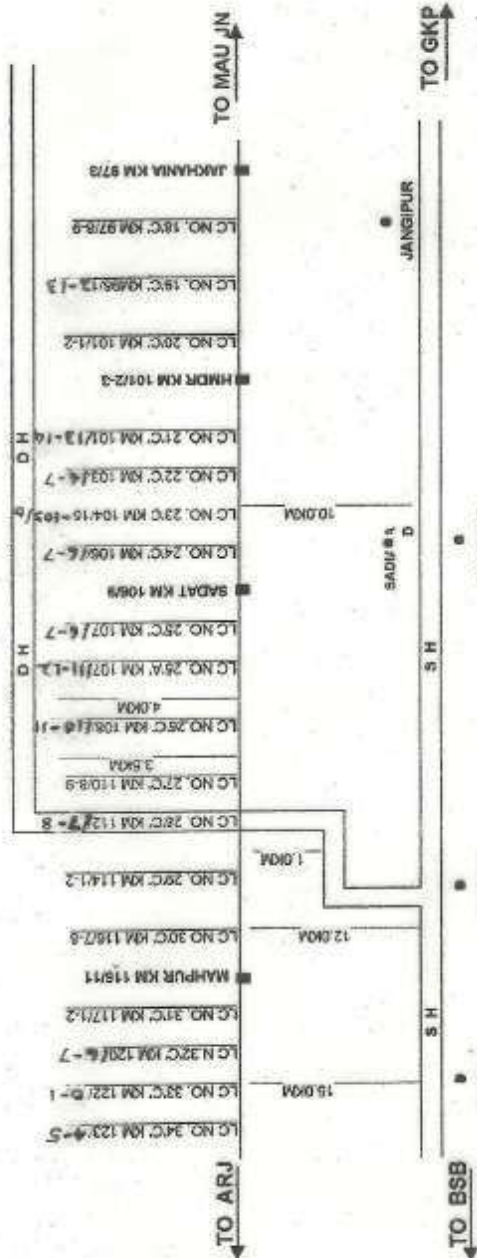 TO MAU JN
TO GKP
JAKHANIA KM 97/3
LC NO. 18'C' KM 97/8-9
JANGIPUR
LC NO. 19'C' KM 12-13
LC NO. 20'C' KM 101/1-2
HMDR KM 101/2-3
LC NO. 21'C' KM 101/13-14
D H
LC NO. 22'C' KM 103/6-7
LC NO. 23'C' KM 104/15-105/
10.0KM
LC NO. 24'C' KM 105/6-7
D
SADAT KM 106/9
LC NO. 25'C' KM 107/6-7
LC NO. 25'A' KM 107/11-12
D H
S H
4.0KM
LC NO.26'C' KM 108/10-11
3.5KM
LC NO. 27'C' KM 110/8-9
LC NO. 28'C' KM 112/7-8
1.0KM
LC NO. 29'C' KM 114/1-2
LC NO. 30'C' KM 116/7-8
12.0KM
MAHPUR KM 116/11
LC NO. 31'C' KM 117/1-2
S H
LC N.32'C' KM 120/6-7
LC NO. 33'C' KM 122/0-1
15.0KM
LC NO. 34'C' KM 123/4-5
TO ARJ
TO BSB